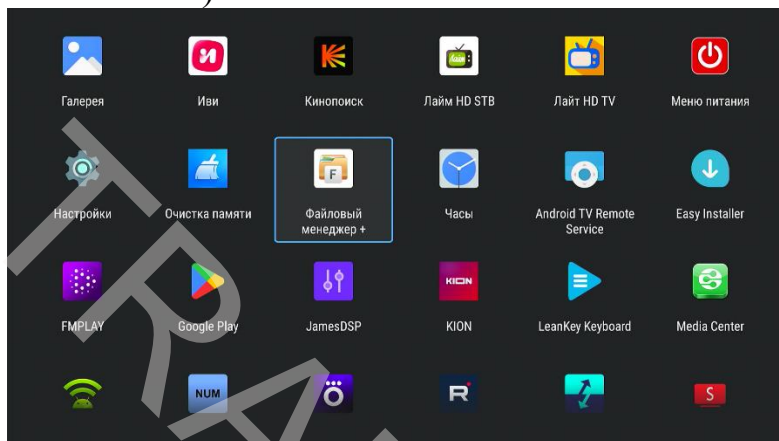 Галерея
Иви
Кинопоиск
Лайм HD STB
Лайт HD TV
Меню питания
Настройки
Очистка памяти
Файловый
менеджер +
Часы
Android TV Remote
Service
Easy Installer
FMPLAY
Google Play
JamesDSP
KION
KION
LeanKey Keyboard
Media Center
NUM
ö
R
S
TRA